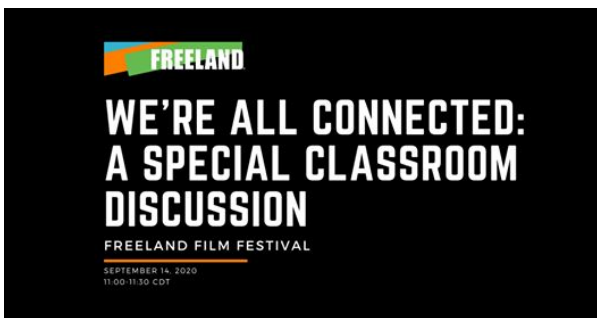 FREELAND
WE'RE ALL CONNECTED:
A SPECIAL CLASSROOM
DISCUSSION
FREELAND FILM FESTIVAL
SEPTEMBER 14, 2020
11:00-11:30 CDT